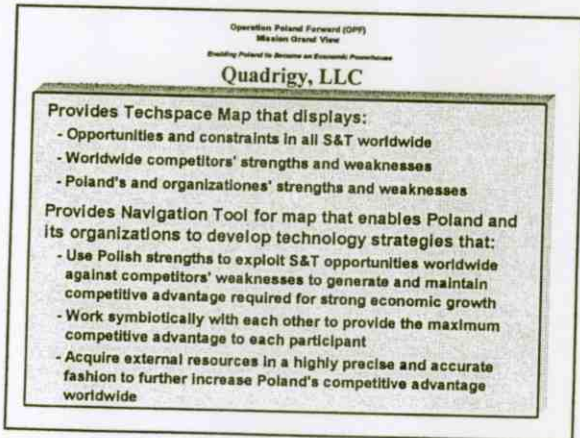 Operation Poland Forward (OPF)
Mission Grand View
Enabling Poland to Become an Economic Powerhouse
Quadrigy, LLC
Provides Techspace Map that displays:
- Opportunities and constraints in all S&T worldwide
- Worldwide competitors' strengths and weaknesses
- Poland's and organizationes' strengths and weaknesses
Provides Navigation Tool for map that enables Poland and
its organizations to develop technology strategies that:
- Use Polish strengths to exploit S&T opportunities worldwide
against competitors' weaknesses to generate and maintain
competitive advantage required for strong economic growth
- Work symbiotically with each other to provide the maximum
competitive advantage to each participant
- Acquire external resources in a highly precise and accurate
fashion to further increase Poland's competitive advantage
worldwide